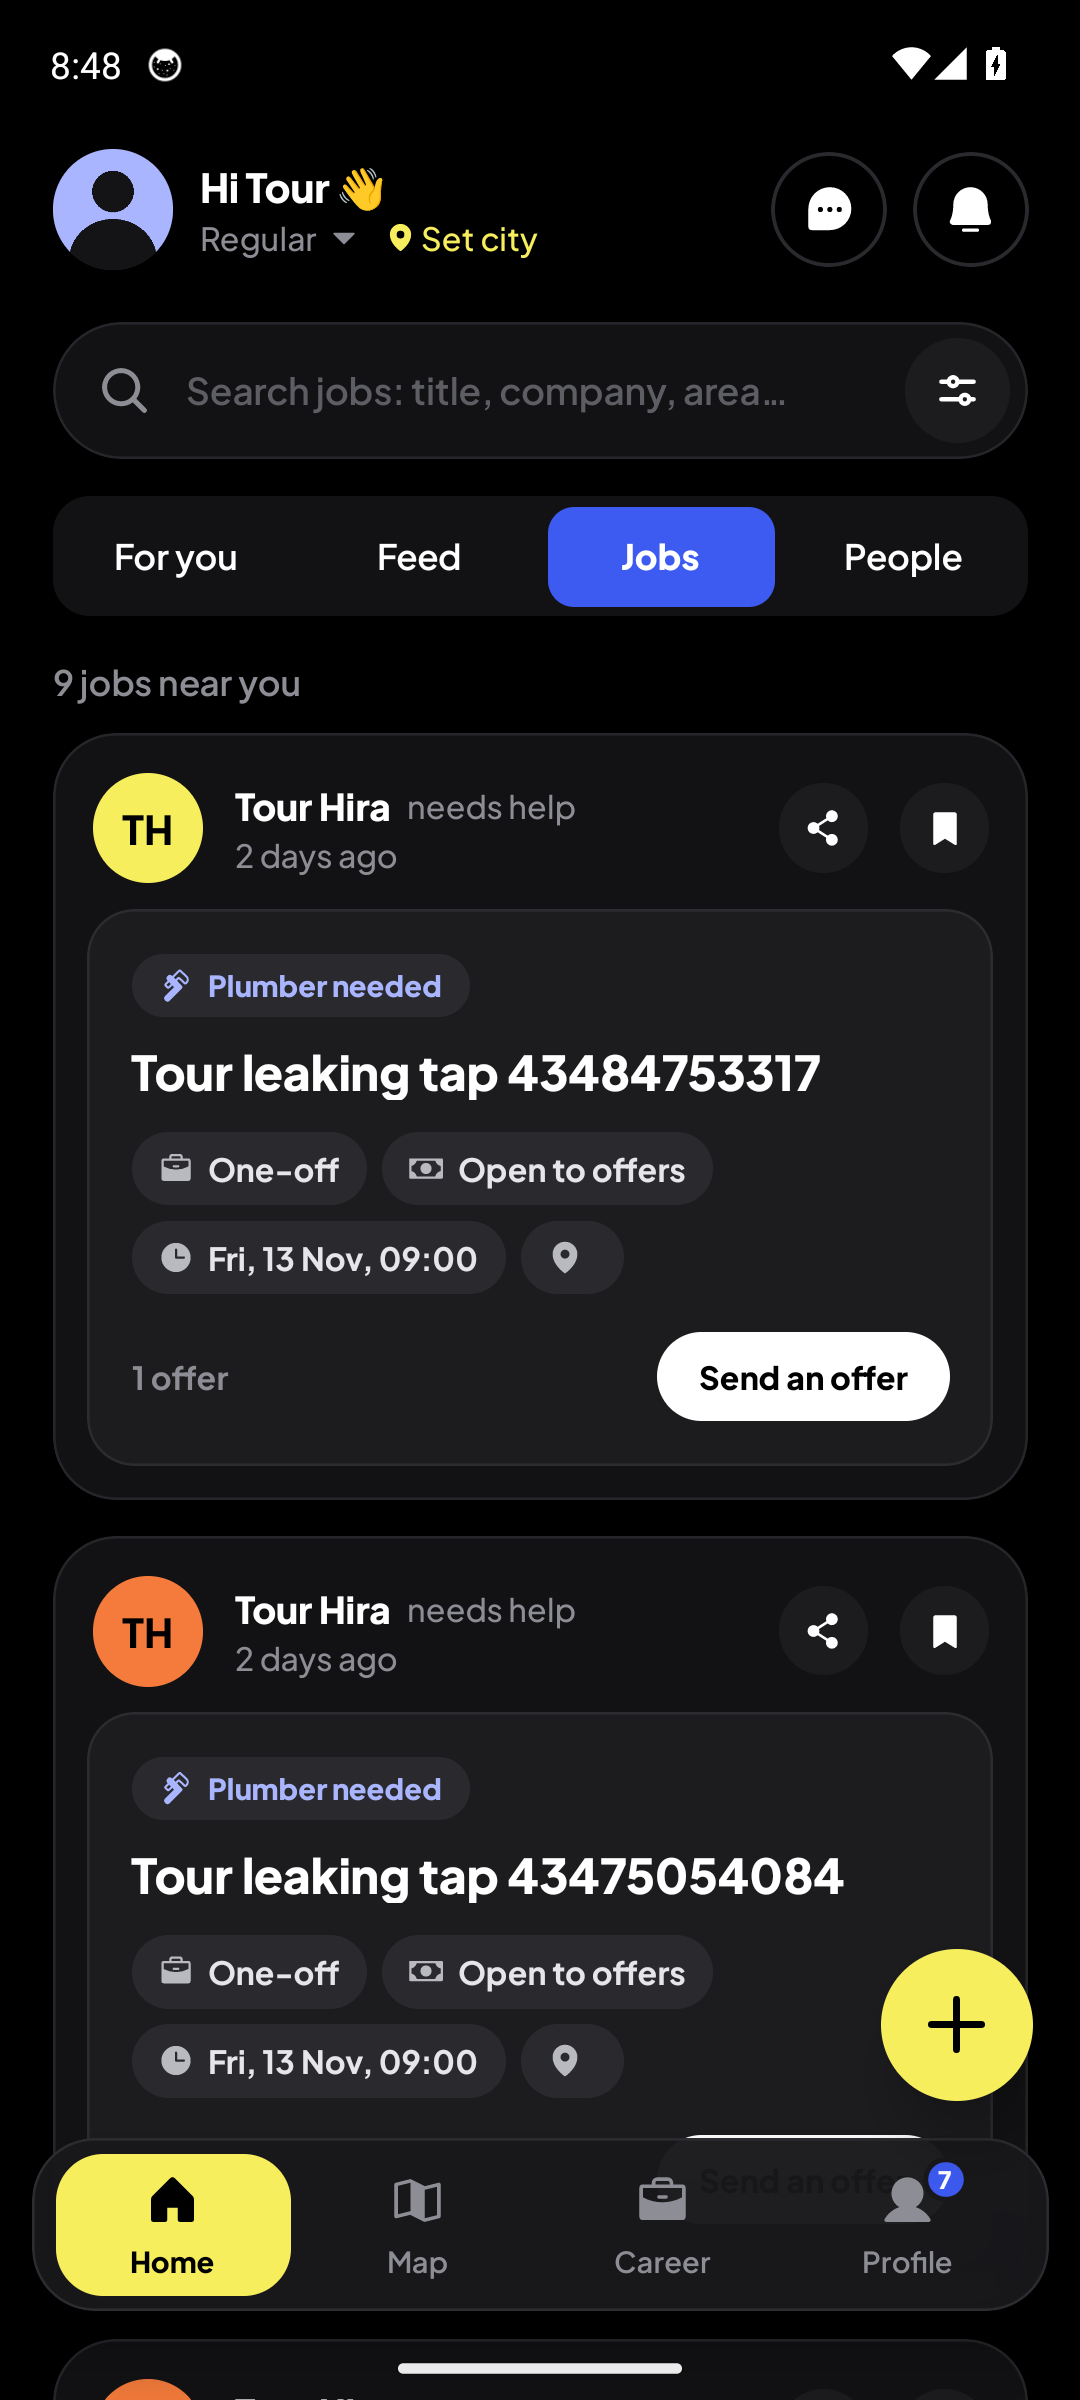 8:48
Hi Tour 👋
Regular
Set city
Search jobs: title, company, area...
For you
Feed
Jobs
People
9 jobs near you
TH
Tour Hira needs help
2 days ago
Plumber needed
Tour leaking tap 43484753317
One-off
Open to offers
Fri, 13 Nov, 09:00
1 offer
Send an offer
TH
Tour Hira needs help
2 days ago
Plumber needed
Tour leaking tap 43475054084
One-off
Open to offers
Fri, 13 Nov, 09:00
Send an offe
7
Home
Map
Career
Profile